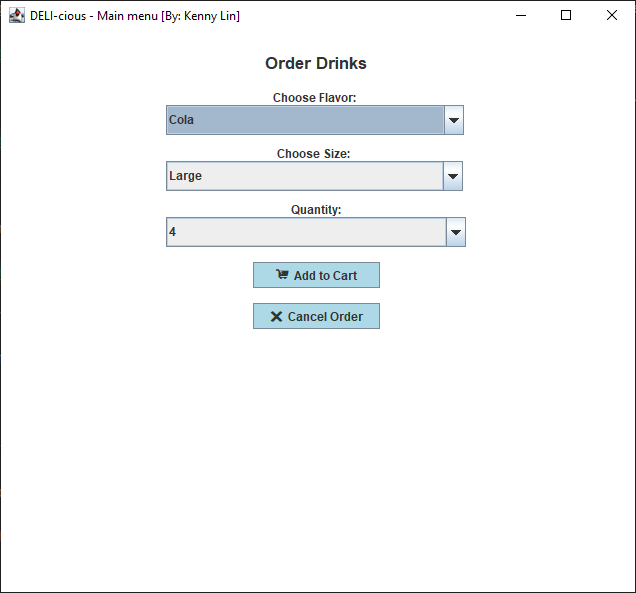 DELI-cious - Main menu [By: Kenny Lin]
Order Drinks
Choose Flavor:
Cola
Choose Size:
Large
Quantity:
4
Add to Cart
Cancel Order